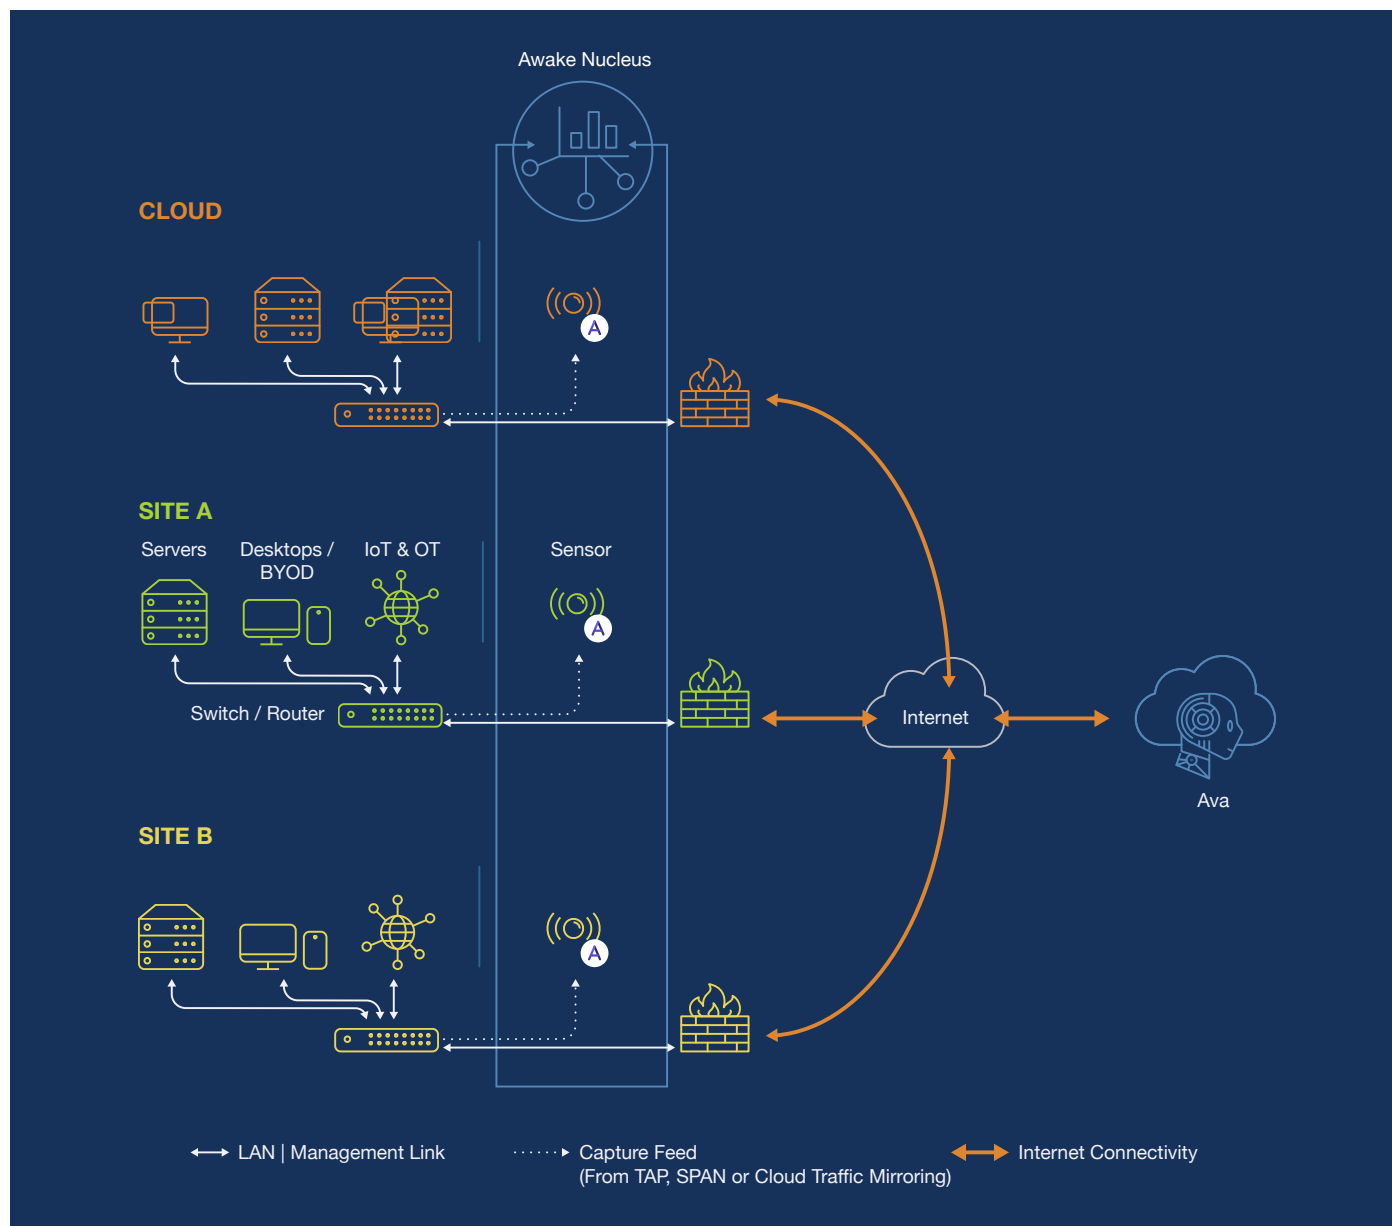 Awake Nucleus
CLOUD
SITE A
Servers
Desktops /
BYOD
IoT & OT
Sensor
Switch / Router
Internet
Ava
SITE B
LAN | Management Link
Capture Feed
(From TAP, SPAN or Cloud Traffic Mirroring)
Internet Connectivity